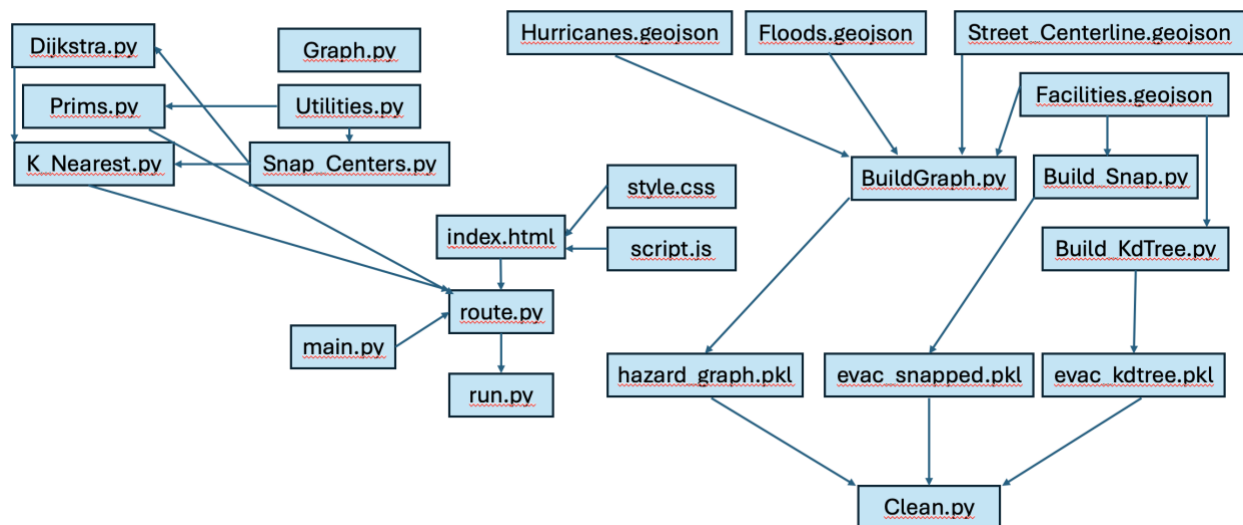 Dijkstra.py
Graph.py
Hurricanes.geojson
Floods.geojson
Street_Centerline.geojson
Prims.py
Utilities.py
Facilities.geojson
K_Nearest.py
Snap_Centers.py
BuildGraph.py
Build_Snap.py
style.css
index.html
script.js
Build_KdTree.py
route.py
main.py
run.py
hazard_graph.pkl
evac_snapped.pkl
evac_kdtree.pkl
Clean.py